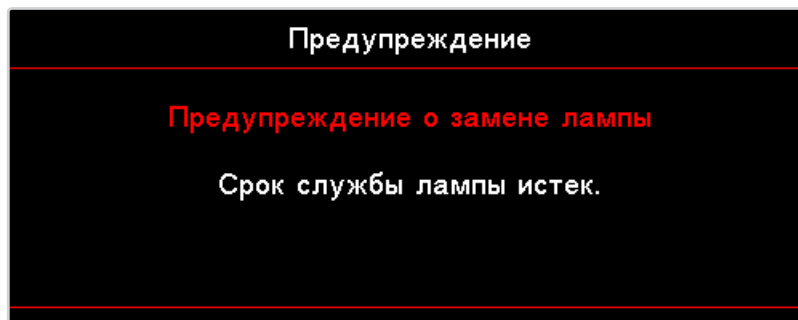 Предупреждение
Предупреждение о замене лампы
Срок службы лампы истек.